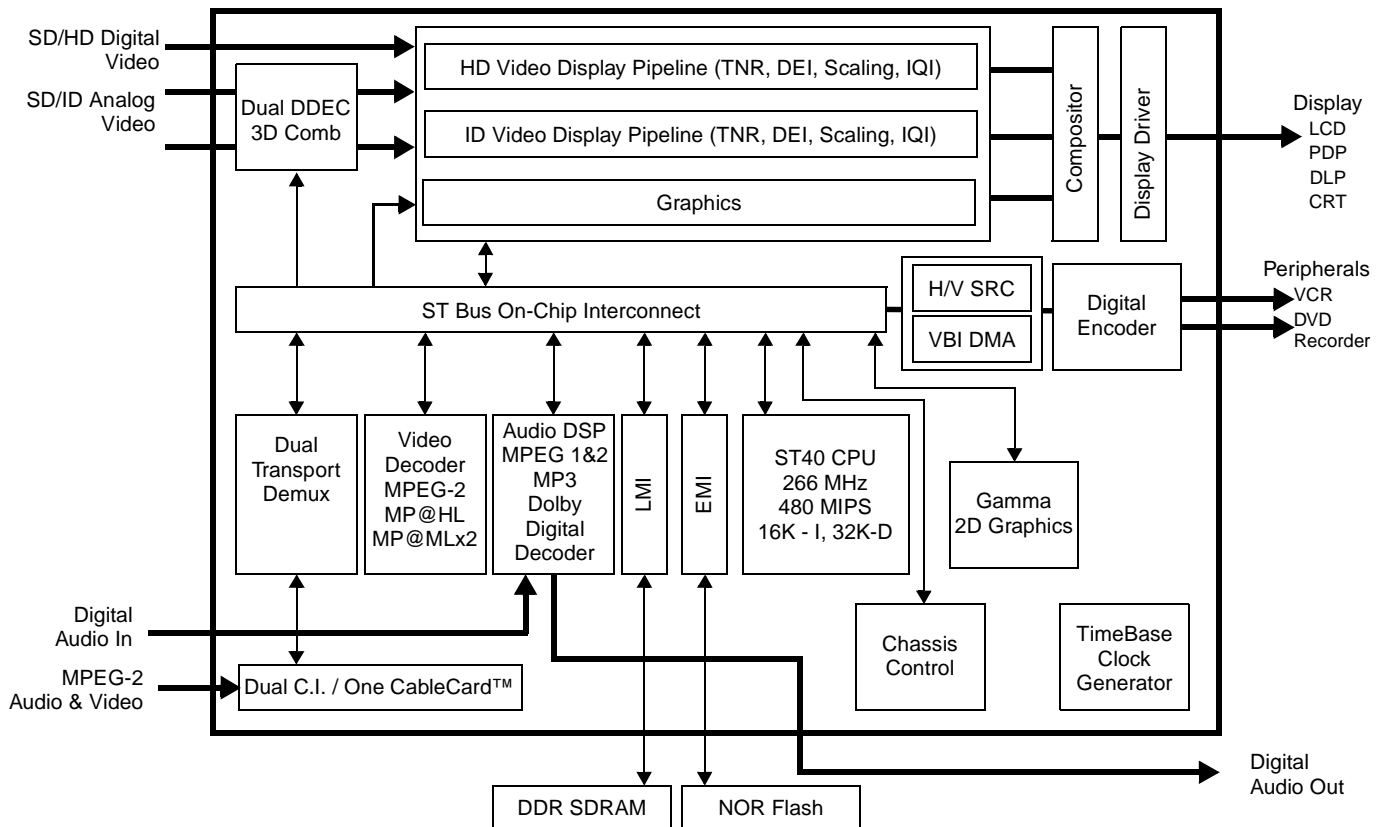 SD/HD Digital
Video
SD/ID Analog
Video
Dual DDEC
3D Comb
HD Video Display Pipeline (TNR, DEI, Scaling, IQI)
ID Video Display Pipeline (TNR, DEI, Scaling, IQI)
Graphics
Compositor
Display Driver
Display
LCD
PDP
DLP
CRT
ST Bus On-Chip Interconnect
H/V SRC
VBI DMA
Digital
Encoder
Peripherals
VCR
DVD
Recorder
Dual
Transport
Demux
Video
Decoder
MPEG-2
MP@HL
MP@MLx2
Audio DSP
MPEG 1&2
MP3
Dolby
Digital
Decoder
LMI
EMI
ST40 CPU
266 MHz
480 MIPS
16K - I, 32K-D
Gamma
2D Graphics
Chassis
Control
TimeBase
Clock
Generator
Digital
Audio In
MPEG-2
Audio & Video
Dual C.I. / One CableCard™
DDR SDRAM
NOR Flash
Digital
Audio Out